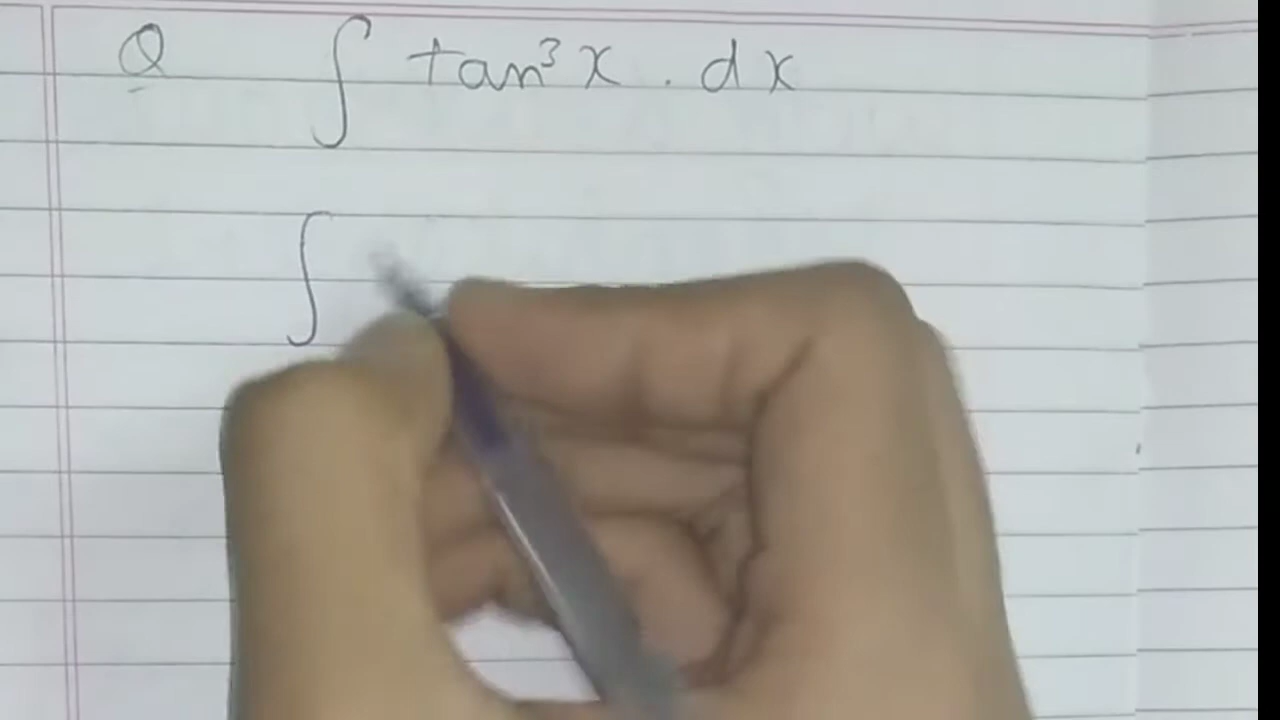 Q ∫ tan³x . dx
∫